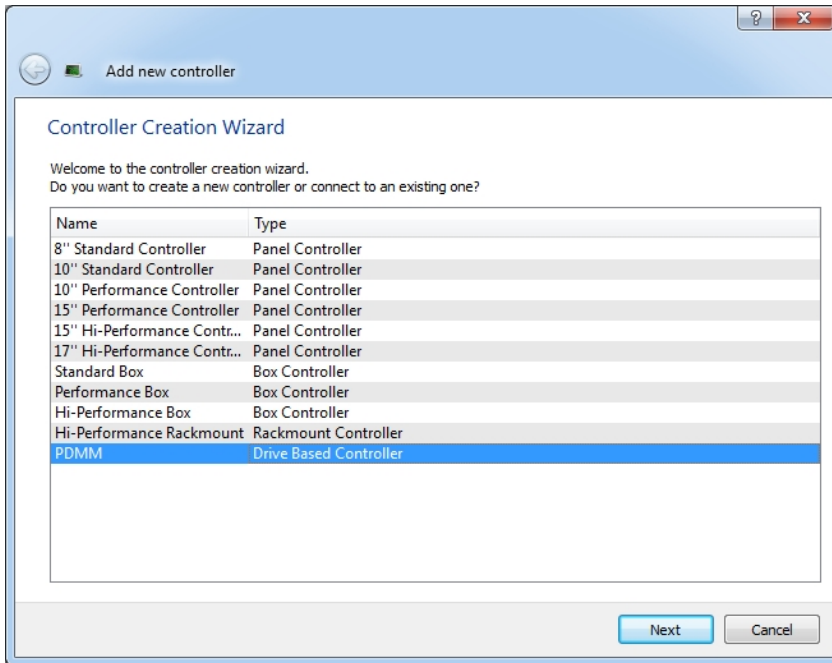 ?
Add new controller
Controller Creation Wizard
Welcome to the controller creation wizard.
Do you want to create a new controller or connect to an existing one?
Name Type
8'' Standard Controller Panel Controller
10'' Standard Controller Panel Controller
10'' Performance Controller Panel Controller
15'' Performance Controller Panel Controller
15'' Hi-Performance Contr... Panel Controller
17'' Hi-Performance Contr... Panel Controller
Standard Box Box Controller
Performance Box Box Controller
Hi-Performance Box Box Controller
Hi-Performance Rackmount Rackmount Controller
PDMM Drive Based Controller
Next Cancel